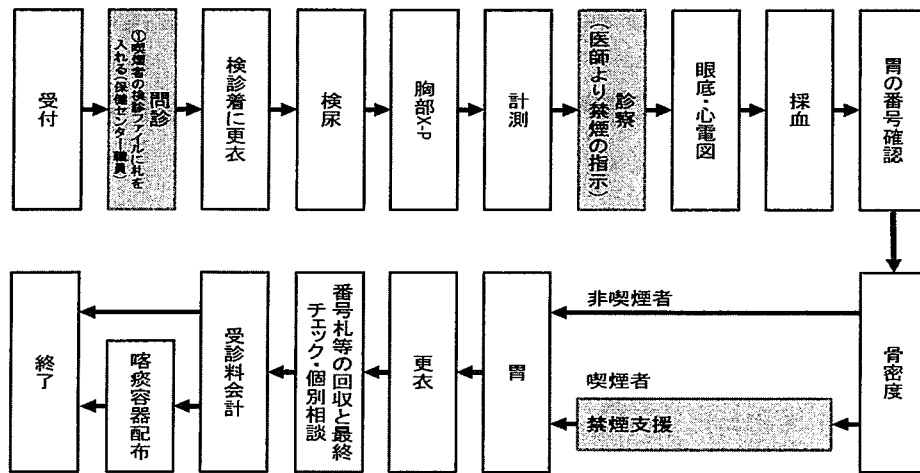 受付
問診
①喫煙者の検診ファイルに札を
入れる(保健センター職員)
検診着に更衣
検尿
胸部X-P
計測
診察
(医師より禁煙の指示)
眼底・心電図
採血
胃の番号確認
骨密度
非喫煙者
喫煙者
禁煙支援
胃
更衣
番号札等の回収と最終
チェック・個別相談
受診料会計
喀痰容器配布
終了